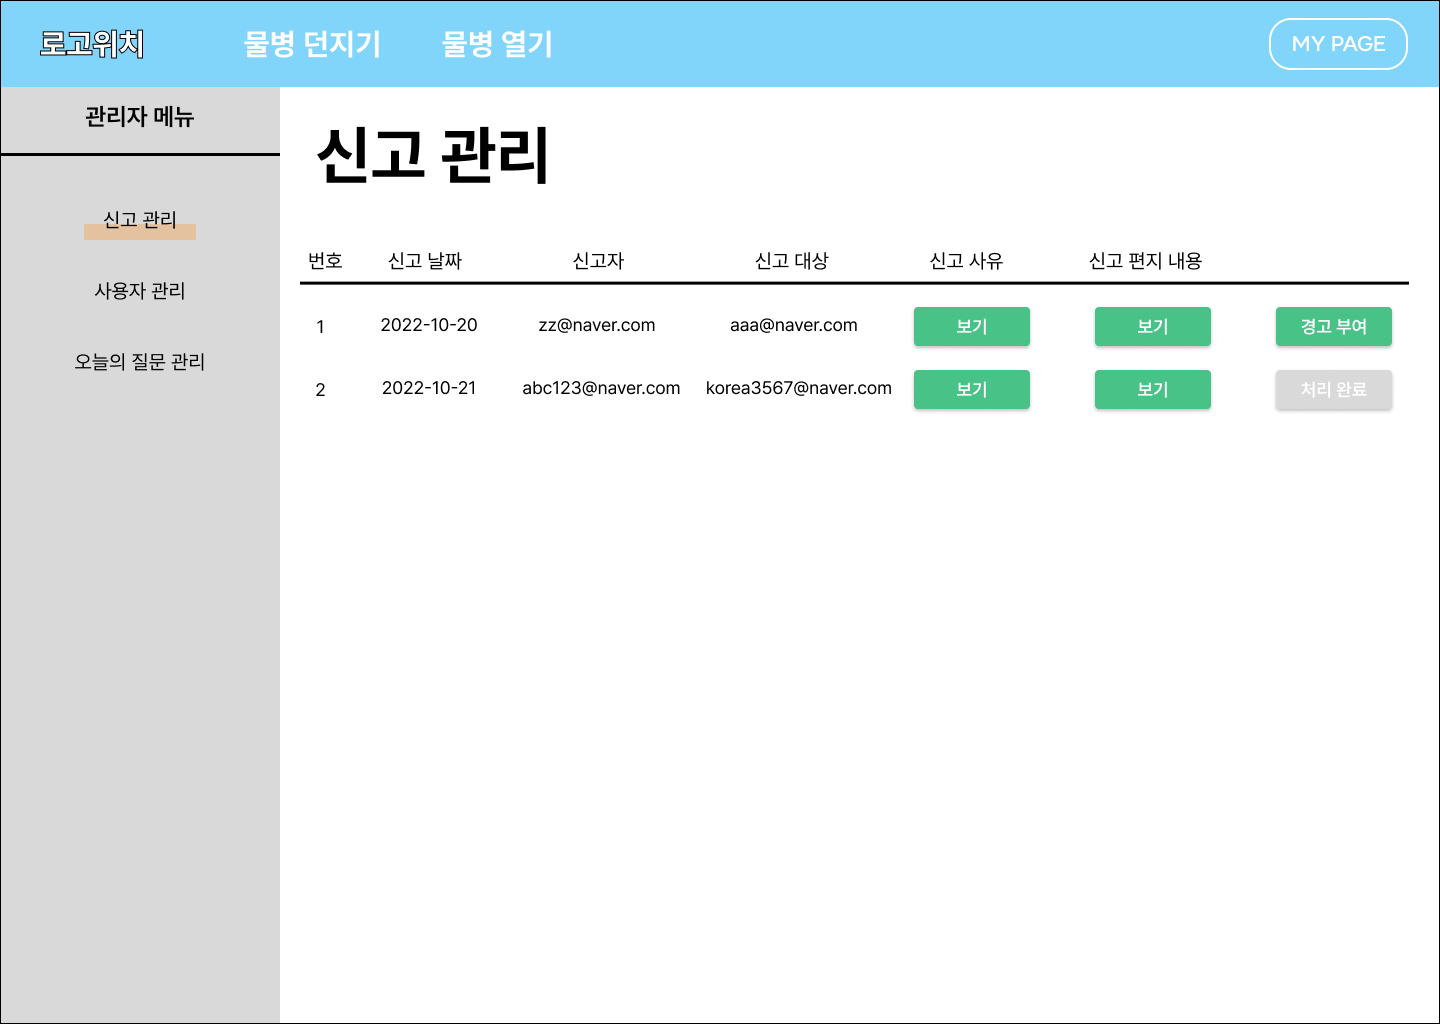 로고위치 물병 던지기 물병 열기 MY PAGE
관리자 메뉴
신고 관리
사용자 관리
오늘의 질문 관리
신고 관리
번호 신고 날짜 신고자 신고 대상 신고 사유 신고 편지 내용
1 2022-10-20 zz@naver.com aaa@naver.com 보기 보기 경고 부여
2 2022-10-21 abc123@naver.com korea3567@naver.com 보기 보기 처리 완료